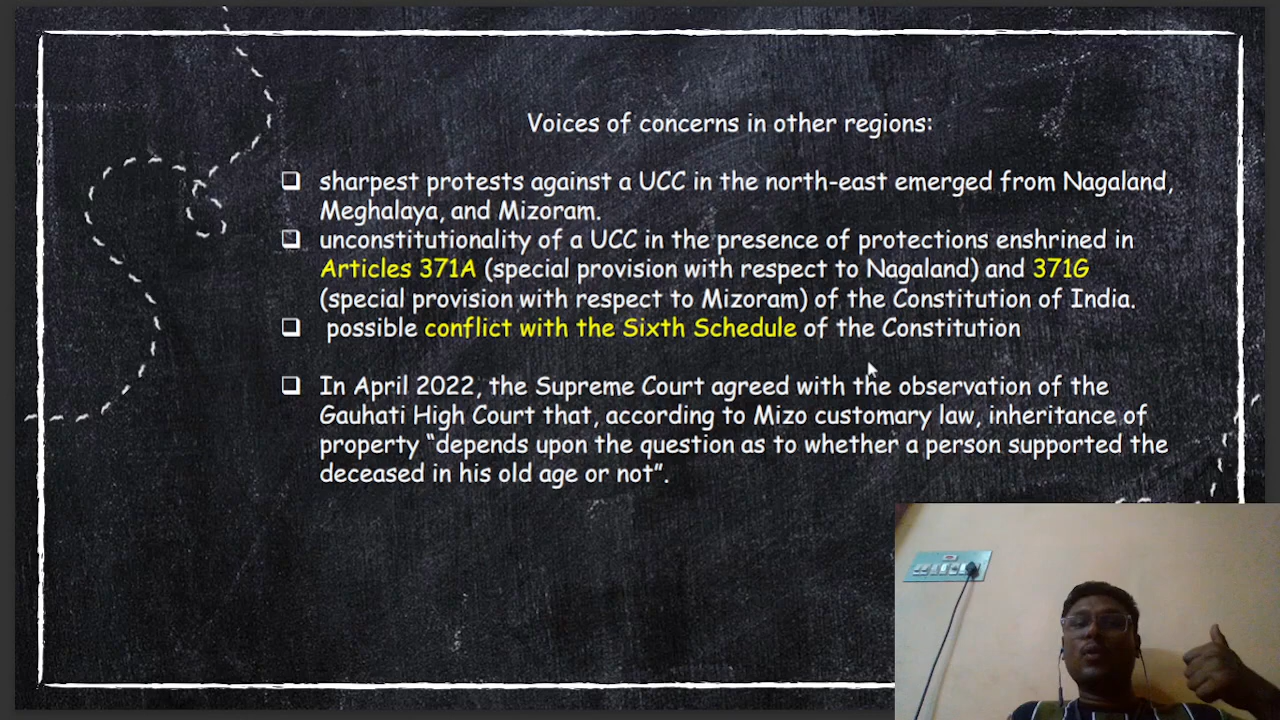 Voices of concerns in other regions:
sharpest protests against a UCC in the north-east emerged from Nagaland,
Meghalaya, and Mizoram.
unconstitutionality of a UCC in the presence of protections enshrined in
Articles 371A (special provision with respect to Nagaland) and 371G
(special provision with respect to Mizoram) of the Constitution of India.
possible conflict with the Sixth Schedule of the Constitution
In April 2022, the Supreme Court agreed with the observation of the
Gauhati High Court that, according to Mizo customary law, inheritance of
property “depends upon the question as to whether a person supported the
deceased in his old age or not”.